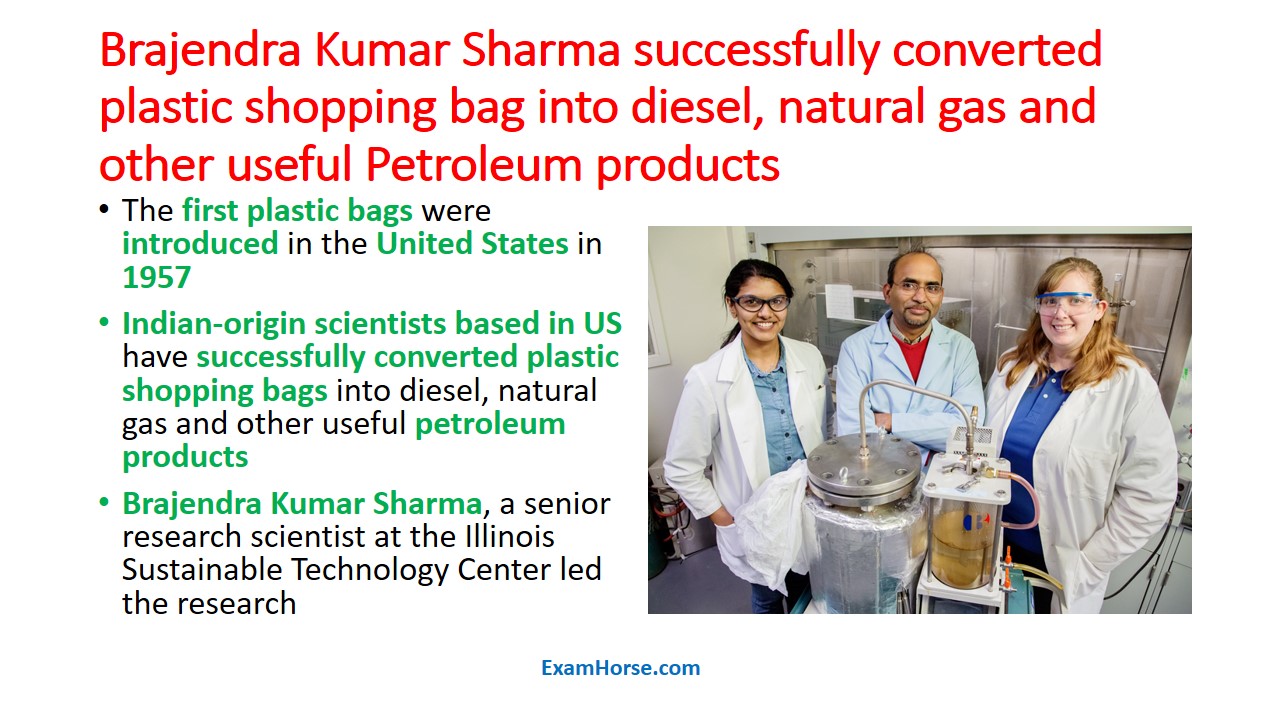 Brajendra Kumar Sharma successfully converted
plastic shopping bag into diesel, natural gas and
other useful Petroleum products
• The first plastic bags were
introduced in the United States in
1957
• Indian-origin scientists based in US
have successfully converted plastic
shopping bags into diesel, natural
gas and other useful petroleum
products
• Brajendra Kumar Sharma, a senior
research scientist at the Illinois
Sustainable Technology Center led
the research
ExamHorse.com